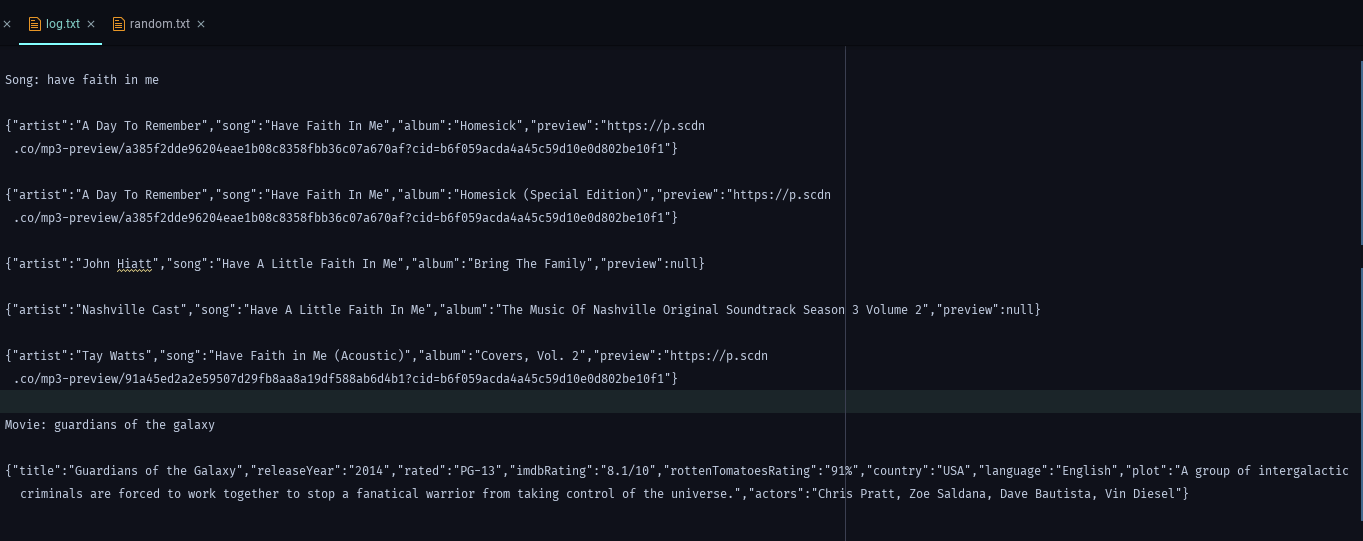 log.txt
random.txt
Song: have faith in me
{"artist":"A Day To Remember","song":"Have Faith In Me","album":"Homesick","preview":"https://p.scdn
.co/mp3-preview/a385f2dde96204eae1b08c8358fbb36c07a670af?cid=b6f059acda4a45c59d10e0d802be10f1"}
{"artist":"A Day To Remember","song":"Have Faith In Me","album":"Homesick (Special Edition)","preview":"https://p.scdn
.co/mp3-preview/a385f2dde96204eae1b08c8358fbb36c07a670af?cid=b6f059acda4a45c59d10e0d802be10f1"}
{"artist":"John Hiatt","song":"Have A Little Faith In Me","album":"Bring The Family","preview":null}
{"artist":"Nashville Cast","song":"Have A Little Faith In Me","album":"The Music Of Nashville Original Soundtrack Season 3 Volume 2","preview":null}
{"artist":"Tay Watts","song":"Have Faith in Me (Acoustic)","album":"Covers, Vol. 2","preview":"https://p.scdn
.co/mp3-preview/91a45ed2a2e59507d29fb8aa8a19df588ab6d4b1?cid=b6f059acda4a45c59d10e0d802be10f1"}
Movie: guardians of the galaxy
{"title":"Guardians of the Galaxy","releaseYear":"2014","rated":"PG-13","imdbRating":"8.1/10","rottenTomatoesRating":"91%","country":"USA","language":"English","plot":"A group of intergalactic
criminals are forced to work together to stop a fanatical warrior from taking control of the universe.","actors":"Chris Pratt, Zoe Saldana, Dave Bautista, Vin Diesel"}